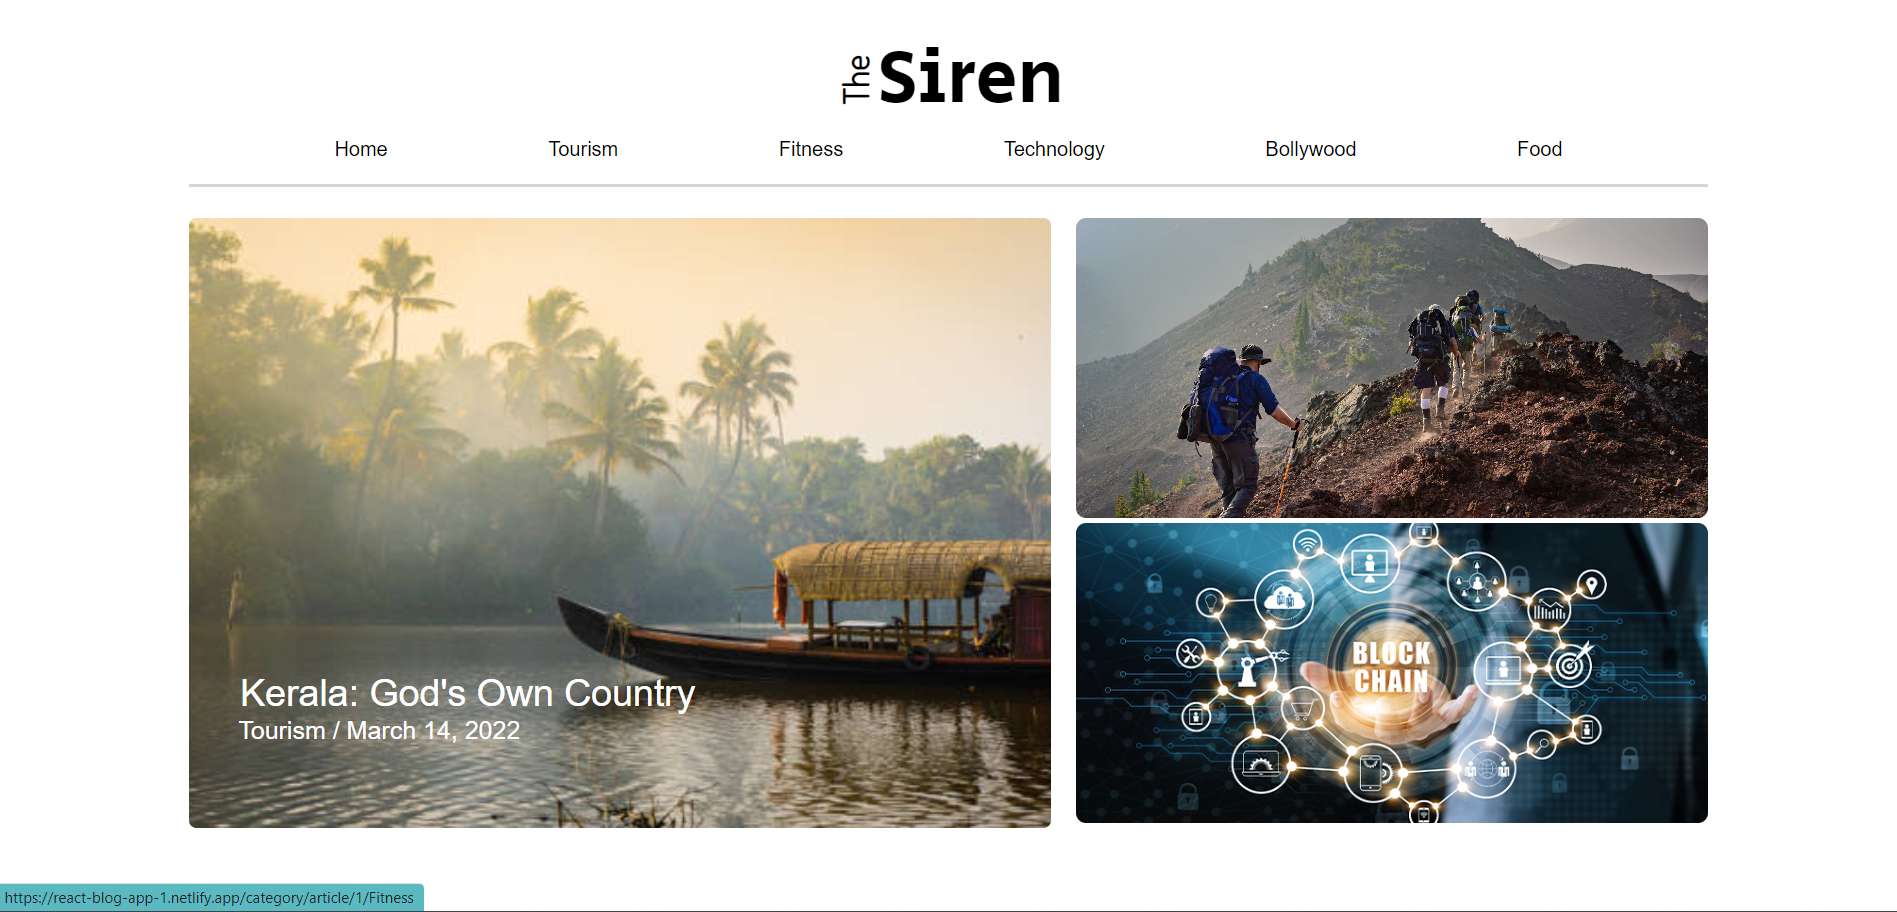 The Siren
Home Tourism Fitness Technology Bollywood Food
Kerala: God's Own Country
Tourism / March 14, 2022
BLOCK
CHAIN
https://react-blog-app-1.netlify.app/category/article/1/Fitness